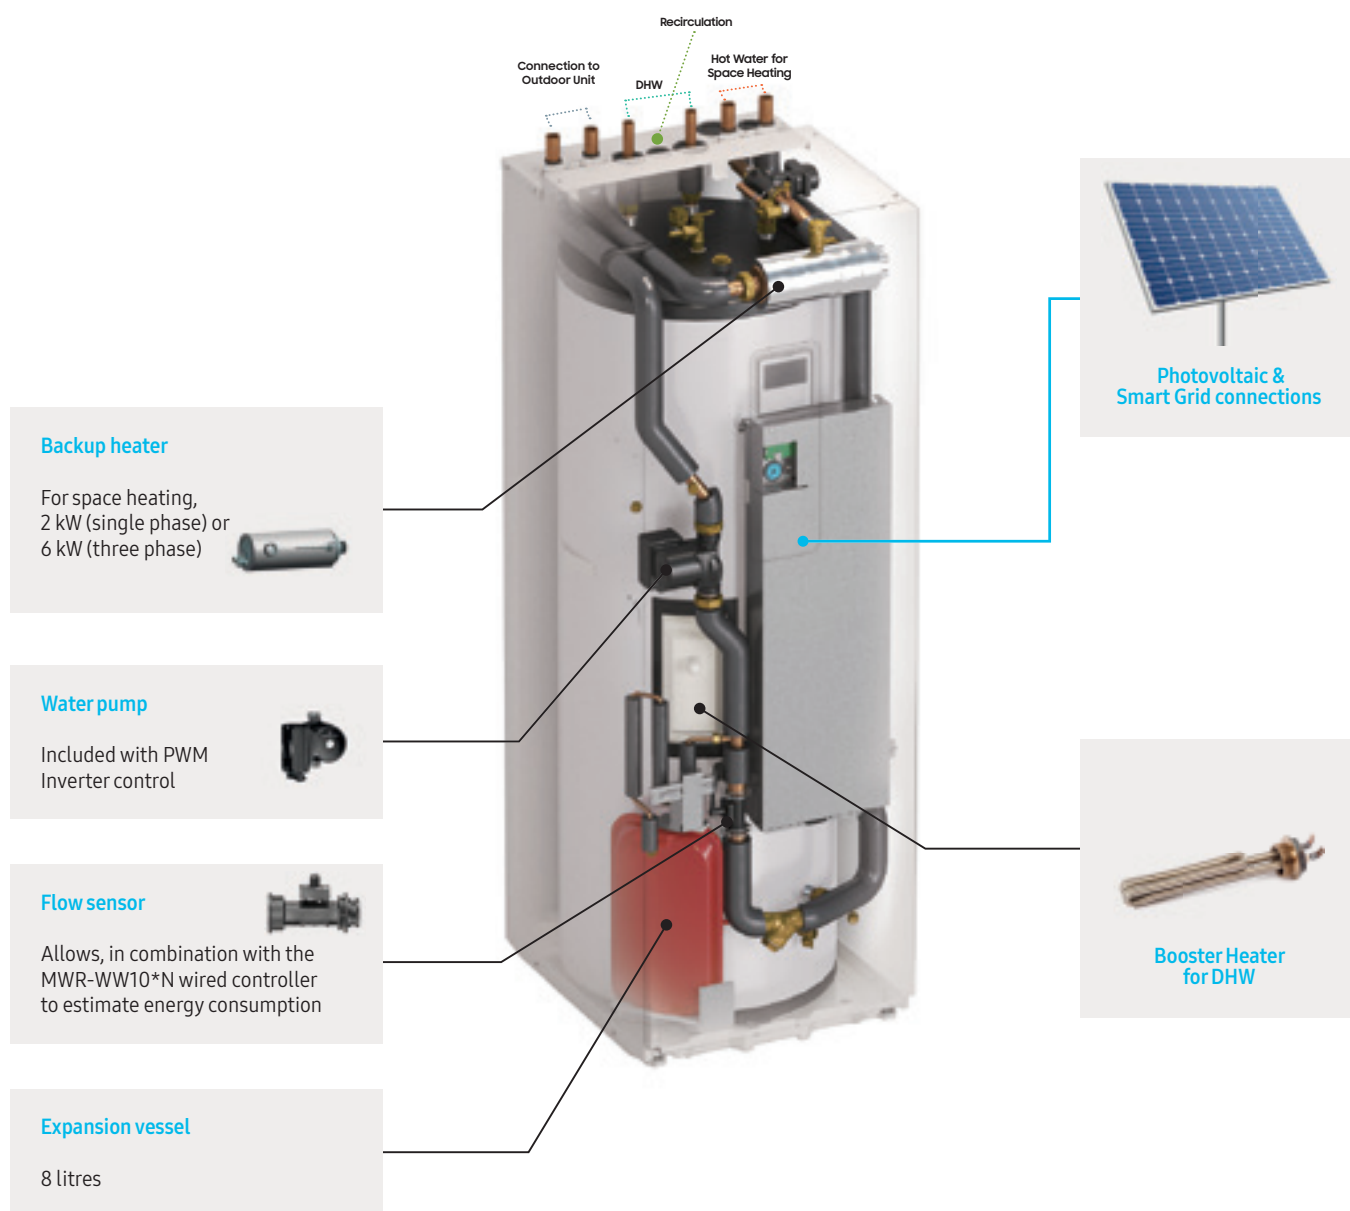 Recirculation
Connection to
Outdoor Unit
DHW
Hot Water for
Space Heating
Photovoltaic &
Smart Grid connections
Backup heater
For space heating,
2 kW (single phase) or
6 kW (three phase)
Water pump
Included with PWM
Inverter control
Flow sensor
Allows, in combination with the
MWR-WW10*N wired controller
to estimate energy consumption
Booster Heater
for DHW
Expansion vessel
8 litres